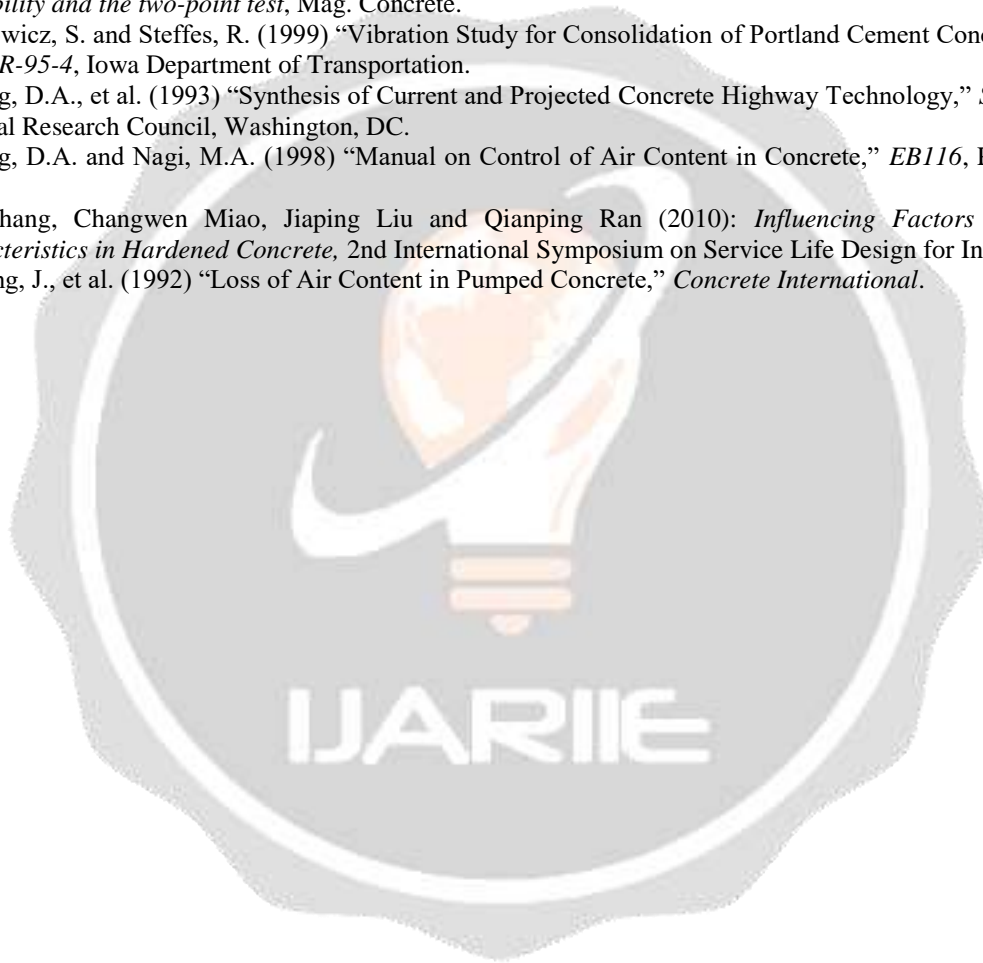 bility and the two-point test, Mag. Concrete.
wicz, S. and Steffes, R. (1999) “Vibration Study for Consolidation of Portland Cement Conc
R-95-4, Iowa Department of Transportation.
g, D.A., et al. (1993) “Synthesis of Current and Projected Concrete Highway Technology,” S
al Research Council, Washington, DC.
g, D.A. and Nagi, M.A. (1998) “Manual on Control of Air Content in Concrete,” EB116, P
hang, Changwen Miao, Jiaping Liu and Qianping Ran (2010): Influencing Factors
cteristics in Hardened Concrete, 2nd International Symposium on Service Life Design for In
ng, J., et al. (1992) “Loss of Air Content in Pumped Concrete,” Concrete International.
IJARIIE